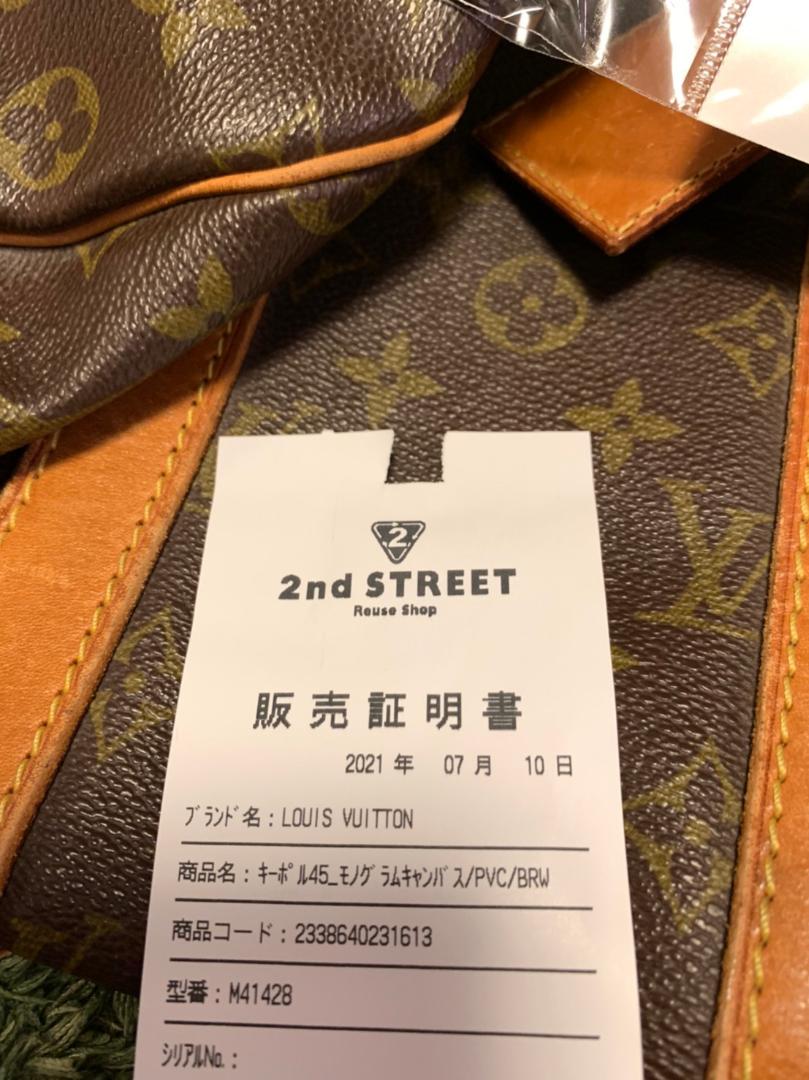 2
2nd STREET
Reuse Shop
販売証明書
2021 年 07 月 10 日
ブランド名:LOUIS VUITTON
商品名:キーポル45_モノグラムキャンバス/PVC/BRW
商品コード:2338640231613
型番:M41428
シリアルNo.: